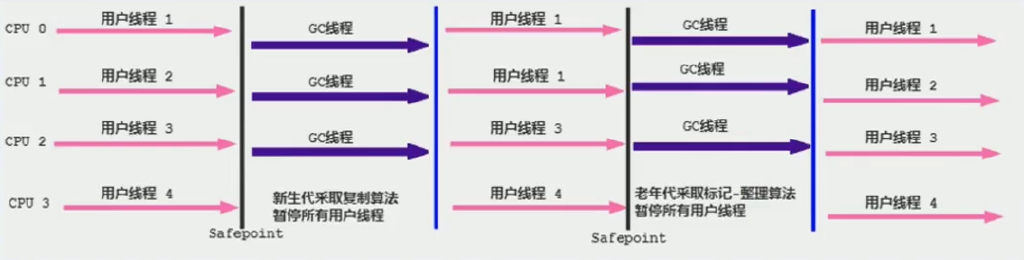 CPU 0 用户线程 1 GC线程 用户线程 1 GC线程 用户线程 1
CPU 1 用户线程 2 GC线程 用户线程 1 GC线程 用户线程 2
CPU 2 用户线程 3 GC线程 用户线程 3 GC线程 用户线程 3
CPU 3 用户线程 4 用户线程 4 用户线程 4
新生代采取复制算法
暂停所有用户线程
老年代采取标记-整理算法
暂停所有用户线程
Safepoint
Safepoint